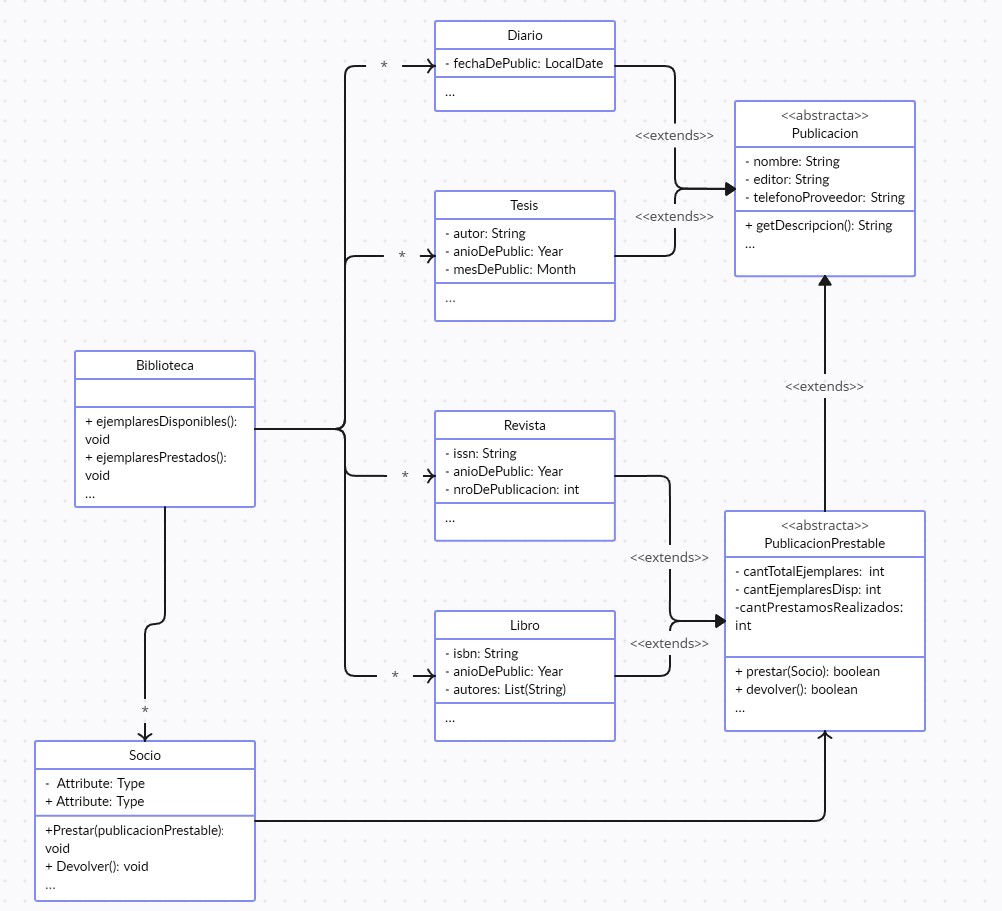 Diario
- fechaDePublic: LocalDate
...
*
<<extends>>
<<abstracta>>
Publicacion
- nombre: String
- editor: String
- telefonoProveedor: String
+ getDescripcion(): String
...
Tesis
- autor: String
- anioDePublic: Year
- mesDePublic: Month
...
*
<<extends>>
Biblioteca
+ ejemplaresDisponibles():
void
+ ejemplaresPrestados():
void
...
<<extends>>
Revista
- issn: String
- anioDePublic: Year
- nroDePublicacion: int
...
*
<<extends>>
<<abstracta>>
PublicacionPrestable
- cantTotalEjemplares:  int
- cantEjemplaresDisp: int
-cantPrestamosRealizados:
int
+ prestar(Socio): boolean
+ devolver(): boolean
...
Libro
- isbn: String
- anioDePublic: Year
- autores: List(String)
...
*
<<extends>>
*
Socio
-  Attribute: Type
+ Attribute: Type
+Prestar(publicacionPrestable):
void
+ Devolver(): void
...